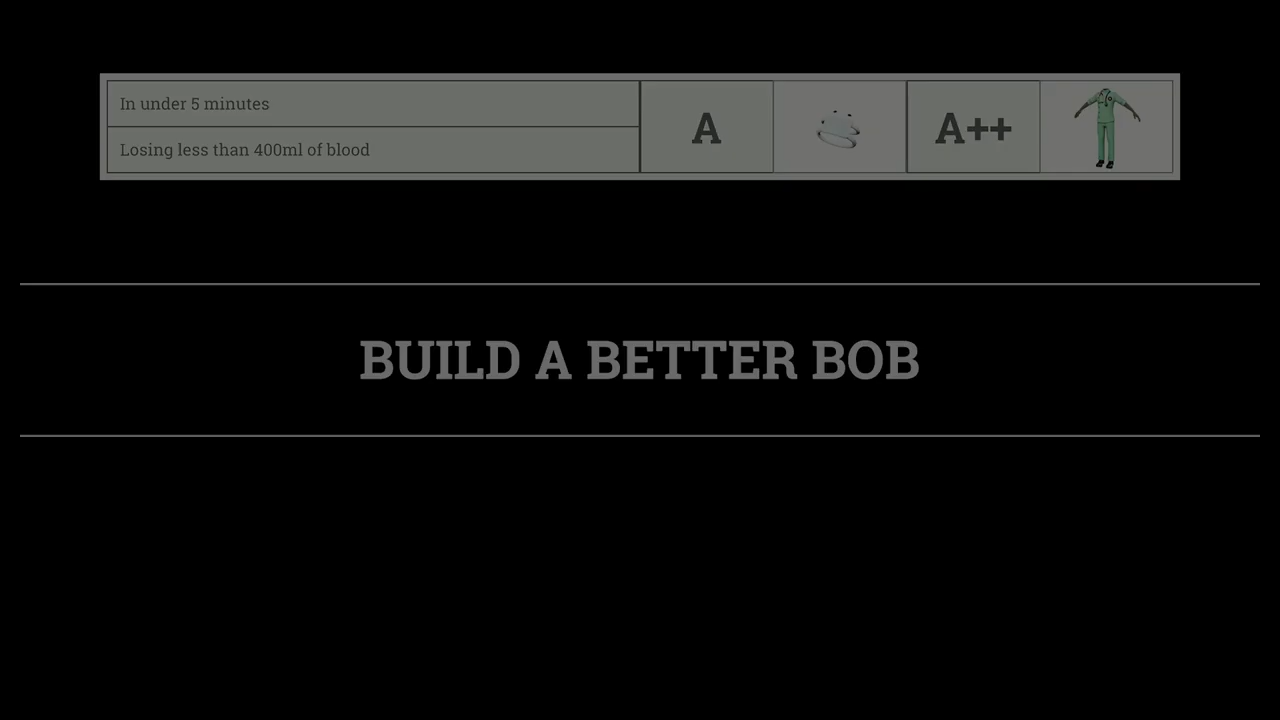 In under 5 minutes
Losing less than 400ml of blood
A
A++
BUILD A BETTER BOB